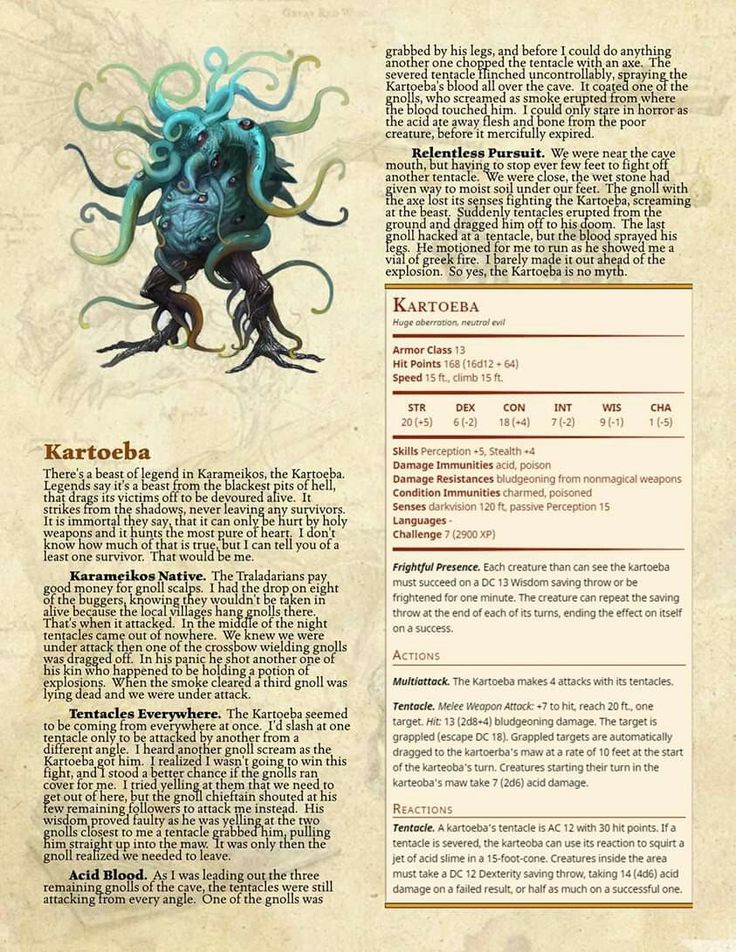 Kartoeba
There's a beast of legend in Karameikos, the Kartoeba.
Legends say it's a beast from the blackest pits of hell,
that drags its victims off to be devoured alive. It
strikes from the shadows, never leaving any survivors.
It is immortal they say, that it can only be hurt by holy
weapons and it hunts the most pure of heart. I don't
know how much of that is true, but I can tell you of a
least one survivor. That would be me.
Karameikos Native. The Traladarians pay
good money for gnoll scalps. I had the drop on eight
of the buggers, knowing they wouldn't be taken in
alive because the local villages hang gnolls there.
That's when it attacked. In the middle of the night
tentacles came out of nowhere. We knew we were
under attack then one of the crossbow wielding gnolls
was dragged off. In his panic he shot another one of
his kin who happened to be holding a potion of
explosions. When the smoke cleared a third gnoll was
lying dead and we were under attack.
Tentacles Everywhere. The Kartoeba seemed
to be coming from everywhere at once. I'd slash at one
tentacle only to be attacked by another from a
different angle. I heard another gnoll scream as the
Kartoeba got him. I realized I wasn't going to win this
fight, and I stood a better chance if the gnolls ran
cover for me. I tried yelling at them that we need to
get out of here, but the gnoll chieftain shouted at his
few remaining followers to attack me instead. His
wisdom proved faulty as he was yelling at the two
gnolls closest to me a tentacle grabbed him, pulling
him straight up into the maw. It was only then the
gnoll realized we needed to leave.
Acid Blood. As I was leading out the three
remaining gnolls of the cave, the tentacles were still
attacking from every angle. One of the gnolls was
grabbed by his legs, and before I could do anything
another one chopped the tentacle with an axe. The
severed tentacle flinched uncontrollably, spraying the
Kartoeba's blood all over the cave. It coated one of the
gnolls, who screamed as smoke erupted from where
the blood touched him. I could only stare in horror as
the acid ate away flesh and bone from the poor
creature, before it mercifully expired.
Relentless Pursuit. We were near the cave
mouth, but having to stop ever few feet to fight off
another tentacle. We were close, the wet stone had
given way to moist soil under our feet. The gnoll with
the axe lost its senses fighting the Kartoeba, screaming
at the beast. Suddenly tentacles erupted from the
ground and dragged him off to his doom. The last
gnoll hacked at a tentacle, but the blood sprayed his
legs. He motioned for me to run as he showed me a
vial of greek fire. I barely made it out ahead of the
explosion. So yes, the Kartoeba is no myth.
Kartoeba
Huge aberration, neutral evil
Armor Class 13
Hit Points 168 (16d12 + 64)
Speed 15 ft., climb 15 ft.
STR DEX CON INT WIS CHA
20 (+5) 6 (-2) 18 (+4) 7 (-2) 9 (-1) 1 (-5)
Skills Perception +5, Stealth +4
Damage Immunities acid, poison
Damage Resistances bludgeoning from nonmagical weapons
Condition Immunities charmed, poisoned
Senses darkvision 120 ft, passive Perception 15
Languages -
Challenge 7 (2900 XP)
Frightful Presence. Each creature than can see the kartoeba
must succeed on a DC 13 Wisdom saving throw or be
frightened for one minute. The creature can repeat the saving
throw at the end of each of its turns, ending the effect on itself
on a success.
Actions
Multiattack. The Kartoeba makes 4 attacks with its tentacles.
Tentacle. Melee Weapon Attack: +7 to hit, reach 20 ft., one
target. Hit: 13 (2d8+4) bludgeoning damage. The target is
grappled (escape DC 18). Grappled targets are automatically
dragged to the kartoerba's maw at a rate of 10 feet at the start
of the karteoba's turn. Creatures starting their turn in the
karteoba's maw take 7 (2d6) acid damage.
Reactions
Tentacle. A kartoeba's tentacle is AC 12 with 30 hit points. If a
tentacle is severed, the karteoba can use its reaction to squirt a
jet of acid slime in a 15-foot-cone. Creatures inside the area
must take a DC 12 Dexterity saving throw, taking 14 (4d6) acid
damage on a failed result, or half as much on a successful one.